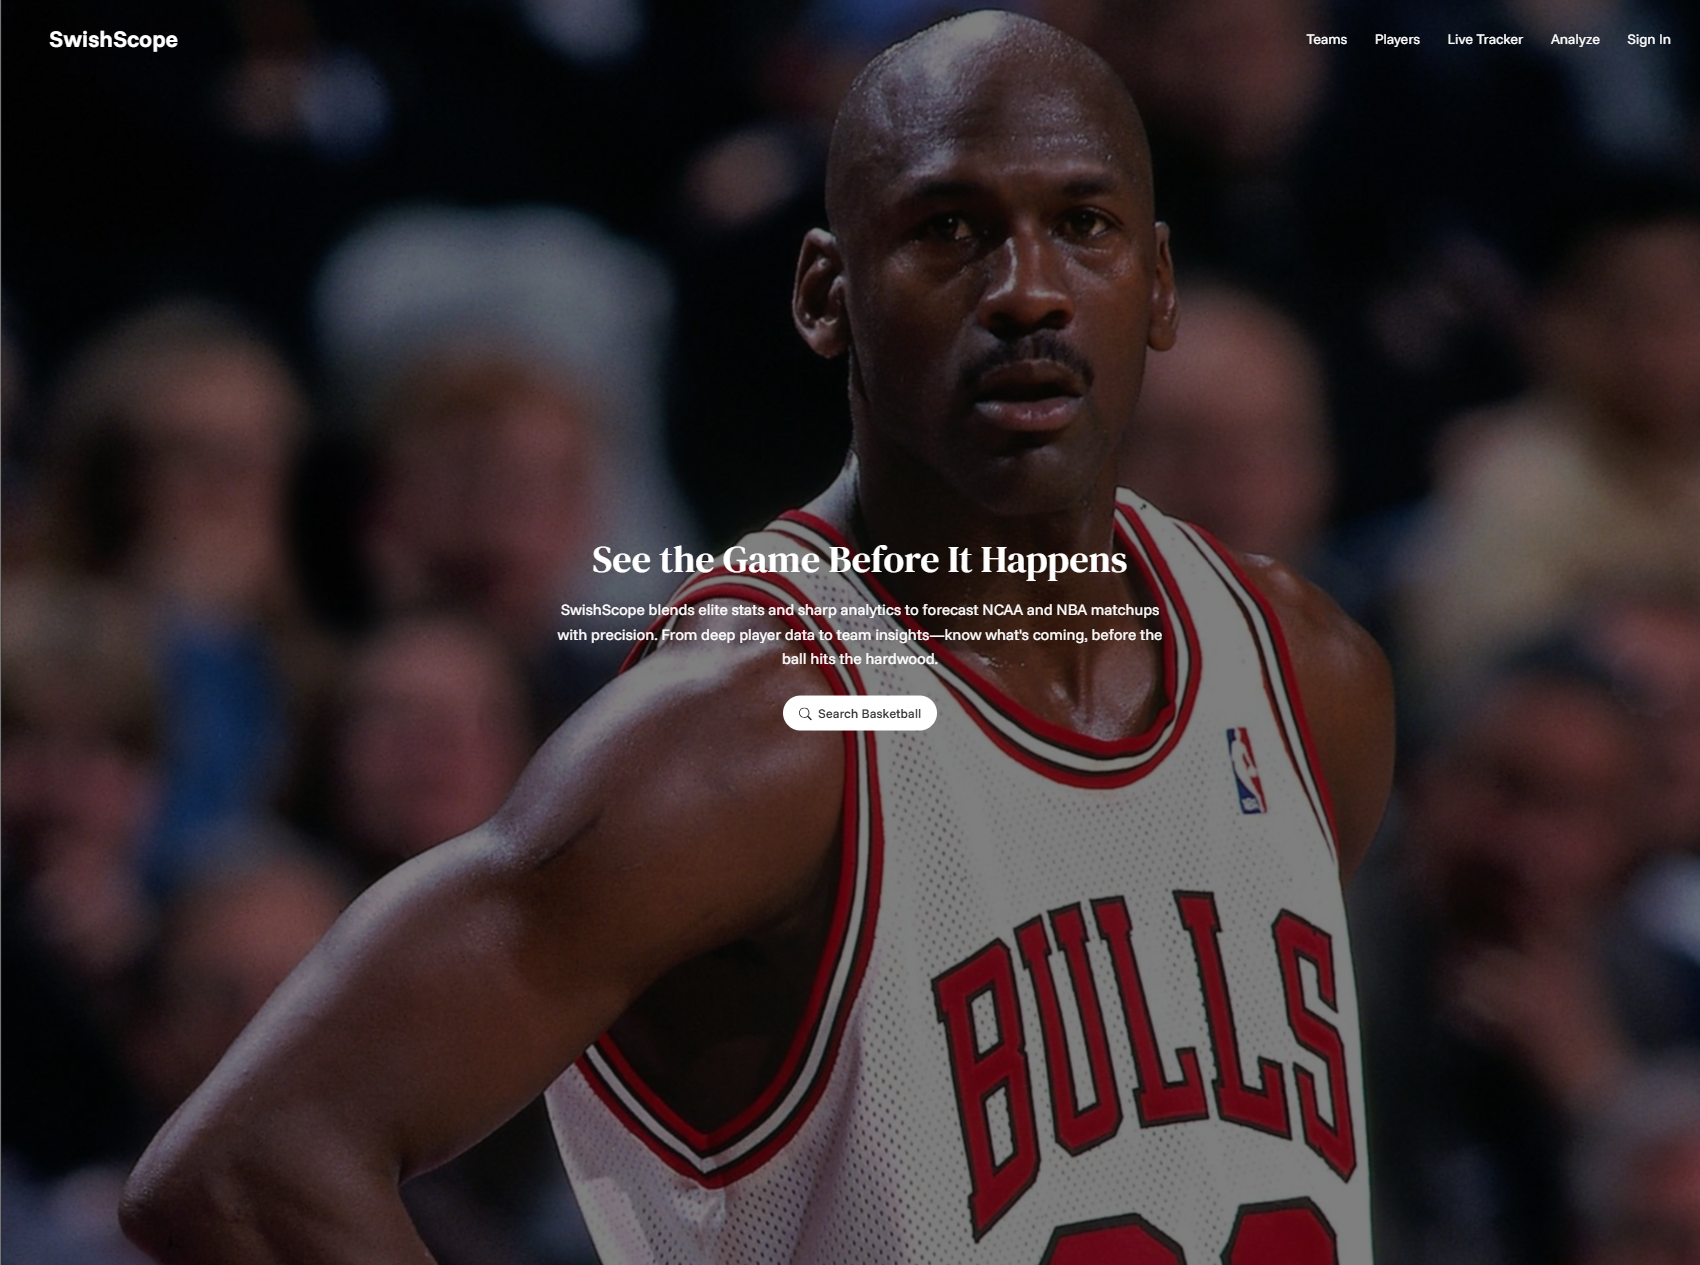 SwishScope
Teams Players Live Tracker Analyze Sign In
See the Game Before It Happens
SwishScope blends elite stats and sharp analytics to forecast NCAA and NBA matchups
with precision. From deep player data to team insights—know what's coming, before the
ball hits the hardwood.
Search Basketball
NBA
BULLS